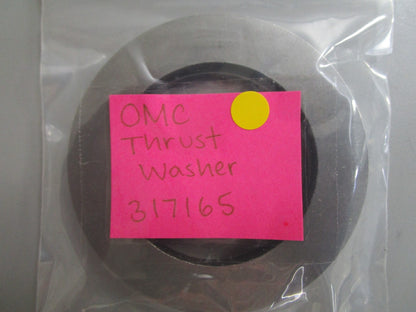 OMC
Thrust
Washer
317165